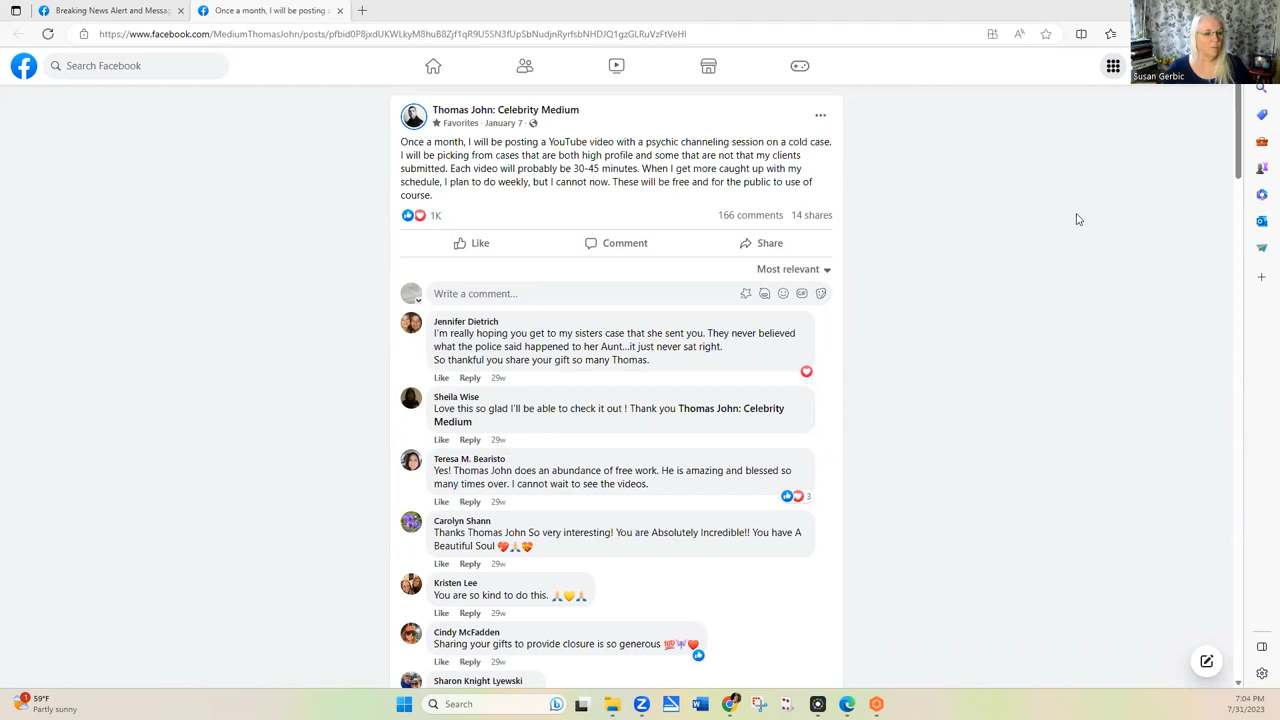 Breaking News Alert and Messag
Once a month, I will be posting a
https://www.facebook.com/MediumThomasJohn/posts/
Search Facebook
Susan Gerbic
Thomas John: Celebrity Medium
Favorites · January 7 ·
Once a month, I will be posting a YouTube video with a psychic channeling session on a cold case.
I will be picking from cases that are both high profile and some that are not that my clients
submitted. Each video will probably be 30-45 minutes. When I get more caught up with my
schedule, I plan to do weekly, but I cannot now. These will be free and for the public to use of
course.
1K
166 comments 14 shares
Like Comment Share
Most relevant
Write a comment...
GIF
Jennifer Dietrich
I'm really hoping you get to my sisters case that she sent you. They never believed
what the police said happened to her Aunt...it just never sat right.
So thankful you share your gift so many Thomas.
Like Reply 29w
Sheila Wise
Love this so glad I'll be able to check it out ! Thank you Thomas John: Celebrity
Medium
Like Reply 29w
Teresa M. Bearisto
Yes! Thomas John does an abundance of free work. He is amazing and blessed so
many times over. I cannot wait to see the videos.
3
Like Reply 29w
Carolyn Shann
Thanks Thomas John So very interesting! You are Absolutely Incredible!! You have A
Beautiful Soul 💖🙏🏻💝
Like Reply 29w
Kristen Lee
You are so kind to do this. 🙏🏻💛🙏🏻
Like Reply 29w
Cindy McFadden
Sharing your gifts to provide closure is so generous 💯👼❤️
Like Reply 29w
Sharon Knight Lyewski
1
59°F
Partly sunny
Search
7:04 PM
7/31/2023